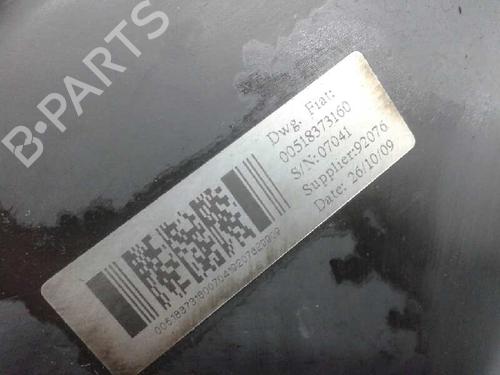 B-PARTS
Dwg. Fiat:
00518373160
S/N:07041
Supplier:92076
Date: 26/10/09